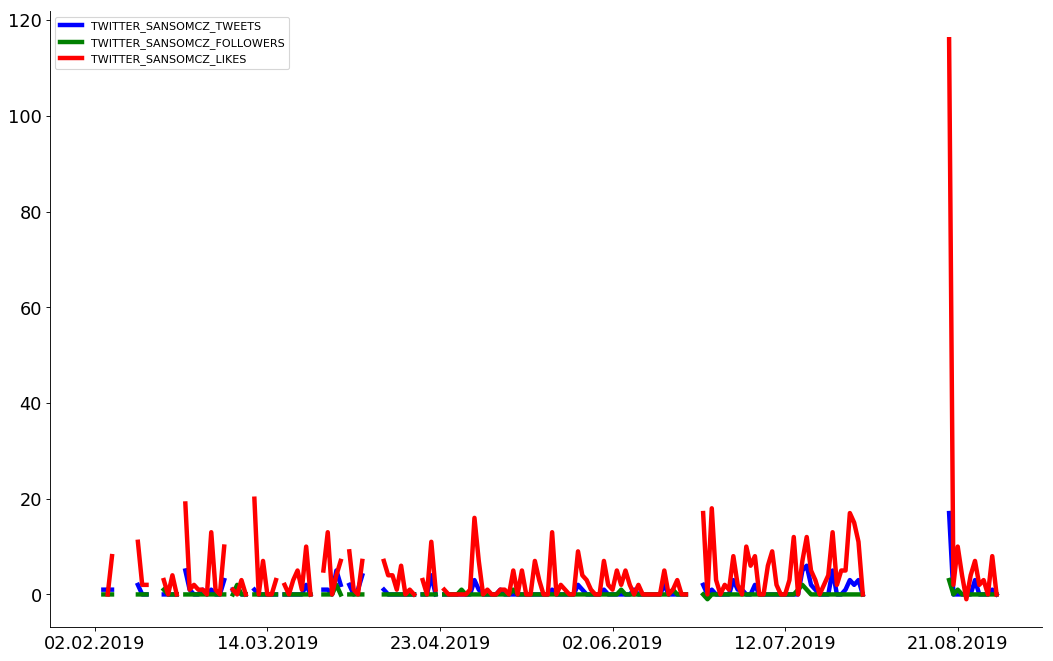 120
100
80
60
40
20
0
TWITTER_SANSOMCZ_TWEETS
TWITTER_SANSOMCZ_FOLLOWERS
TWITTER_SANSOMCZ_LIKES
02.02.2019 14.03.2019 23.04.2019 02.06.2019 12.07.2019 21.08.2019